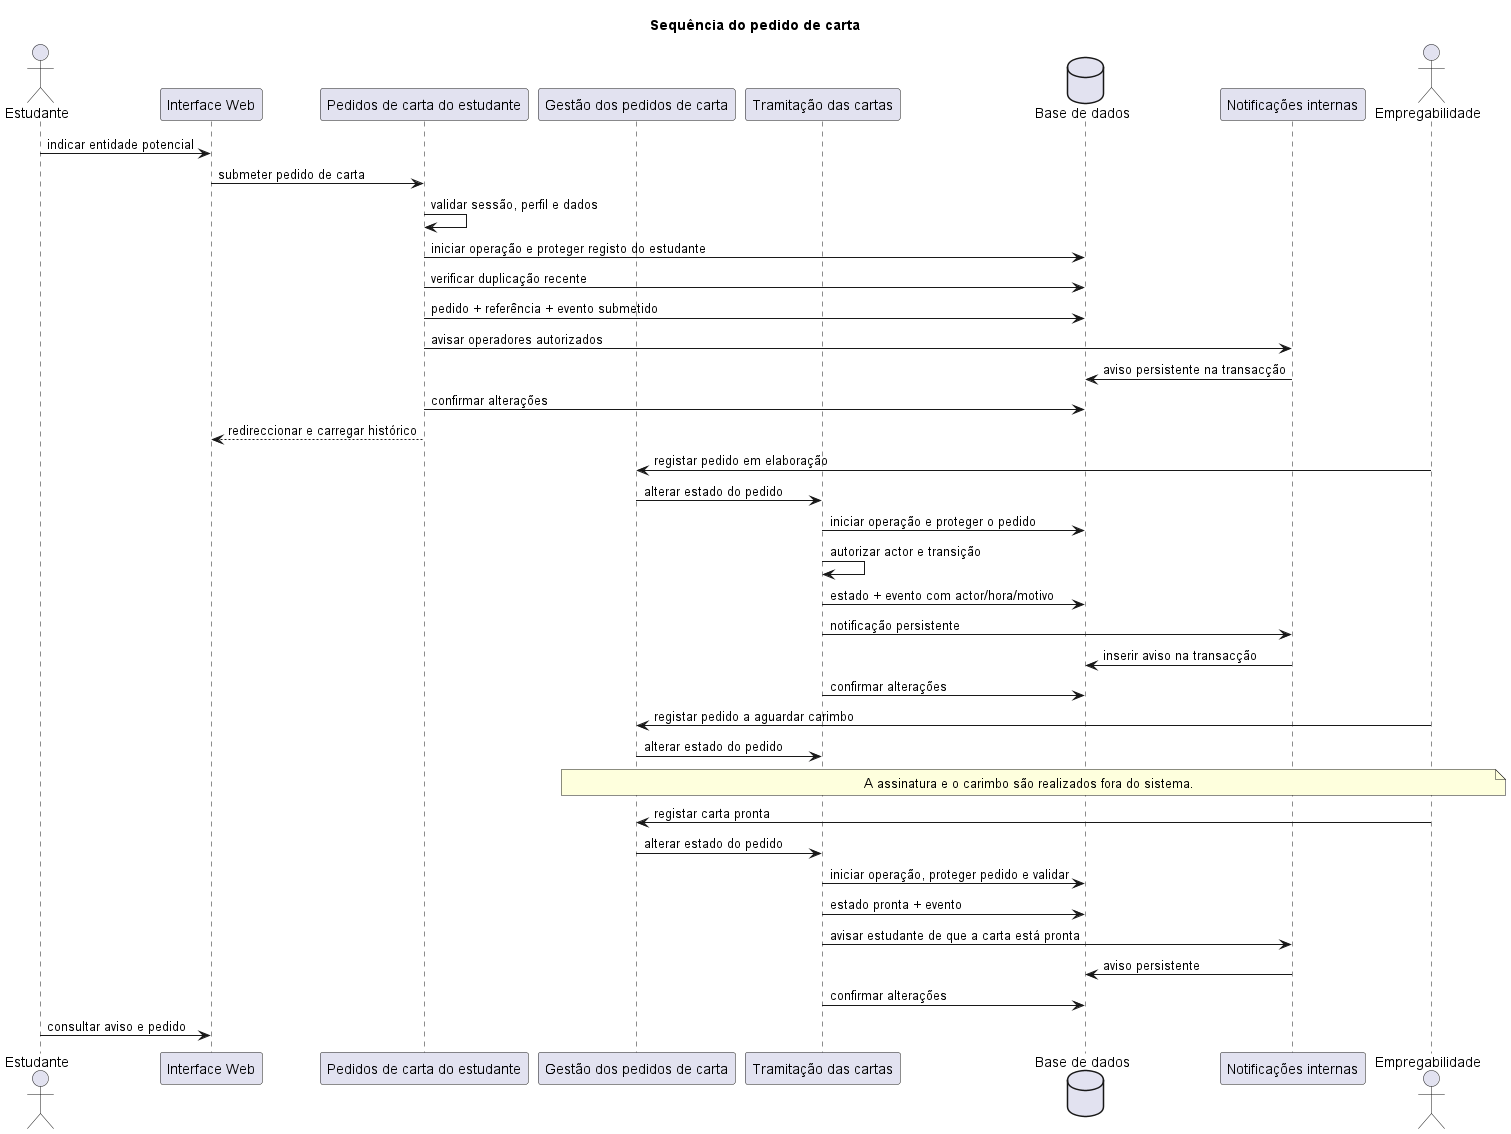 Sequência do pedido de carta
Estudante
Interface Web
Pedidos de carta do estudante
Gestão dos pedidos de carta
Tramitação das cartas
Base de dados
Notificações internas
Empregabilidade
indicar entidade potencial
submeter pedido de carta
validar sessão, perfil e dados
iniciar operação e proteger registo do estudante
verificar duplicação recente
pedido + referência + evento submetido
avisar operadores autorizados
aviso persistente na transacção
confirmar alterações
redireccionar e carregar histórico
registar pedido em elaboração
alterar estado do pedido
iniciar operação e proteger o pedido
autorizar actor e transição
estado + evento com actor/hora/motivo
notificação persistente
inserir aviso na transacção
confirmar alterações
registar pedido a aguardar carimbo
alterar estado do pedido
A assinatura e o carimbo são realizados fora do sistema.
registar carta pronta
alterar estado do pedido
iniciar operação, proteger pedido e validar
estado pronta + evento
avisar estudante de que a carta está pronta
aviso persistente
confirmar alterações
consultar aviso e pedido
Estudante
Interface Web
Pedidos de carta do estudante
Gestão dos pedidos de carta
Tramitação das cartas
Base de dados
Notificações internas
Empregabilidade